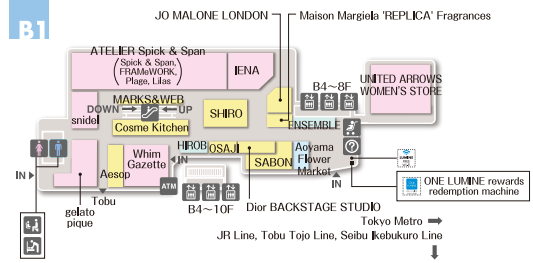 B1
JO MALONE LONDON
Maison Margiela 'REPLICA' Fragrances
ATELIER Spick & Span
(Spick & Span,
FRAMeWORK,
Plage, Lilas)
IENA
B4~8F
UNITED ARROWS
WOMEN'S STORE
MARKS&WEB
DOWN
UP
snidel
SHIRO
Cosme Kitchen
ENSEMBLE
HIROB
OSAJI
Aoyama
Flower
Market
SABON
Whim
Gazette
IN
IN
Aesop
ATM
IN
Tobu
gelato
pique
B4~10F
Dior BACKSTAGE STUDIO
ONE LUMINE rewards
redemption machine
Tokyo Metro
JR Line, Tobu Tojo Line, Seibu Ikebukuro Line